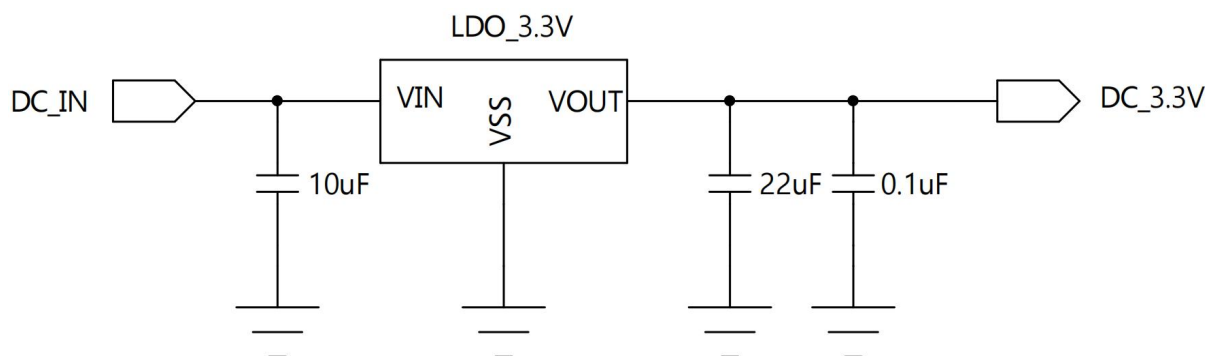 LDO_3.3V
DC_IN
VIN
VSS
VOUT
DC_3.3V
10uF
22uF
0.1uF